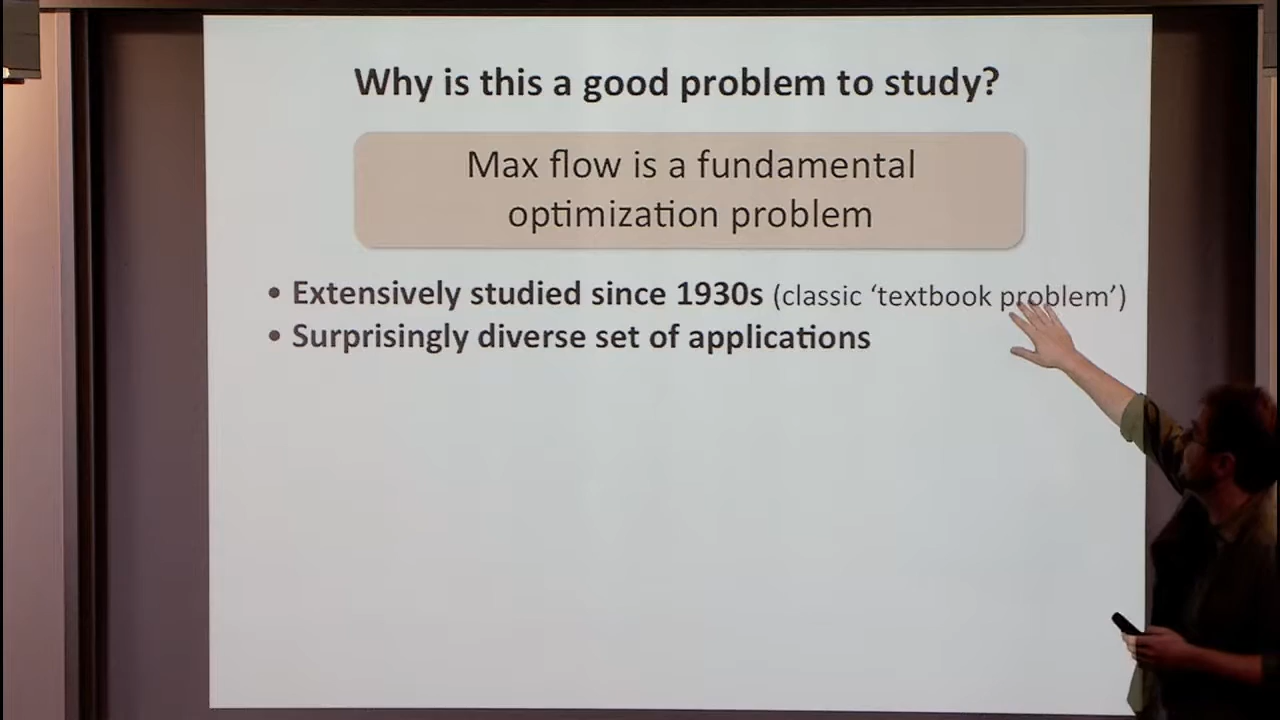 Why is this a good problem to study?
Max flow is a fundamental
optimization problem
• Extensively studied since 1930s (classic ‘textbook problem’)
• Surprisingly diverse set of applications